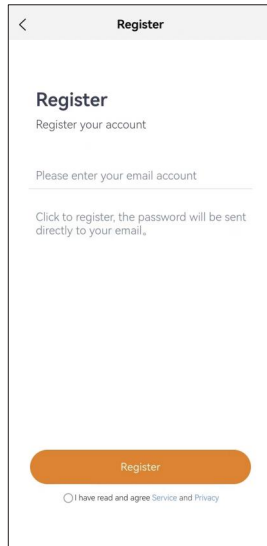 Register
Register
Register your account
Please enter your email account
Click to register, the password will be sent
directly to your email。
Register
I have read and agree Service and Privacy